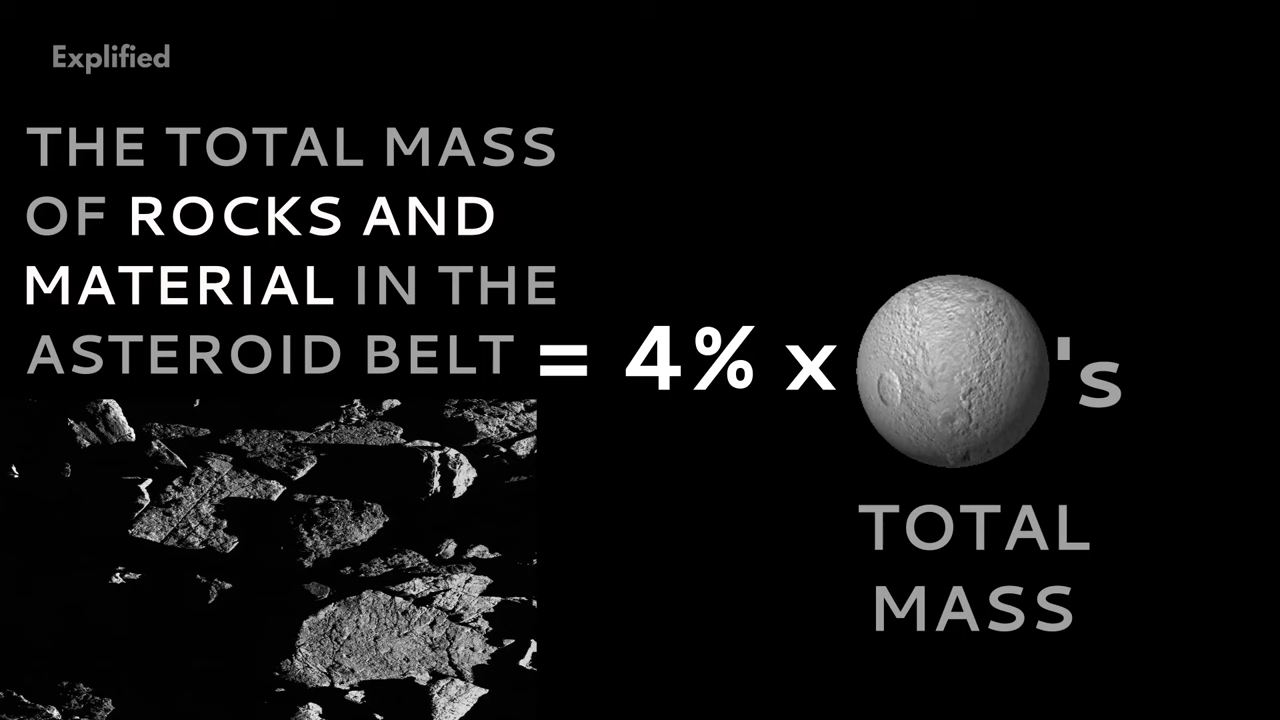 Explified
THE TOTAL MASS
OF ROCKS AND
MATERIAL IN THE
ASTEROID BELT
= 4% x 's
TOTAL
MASS